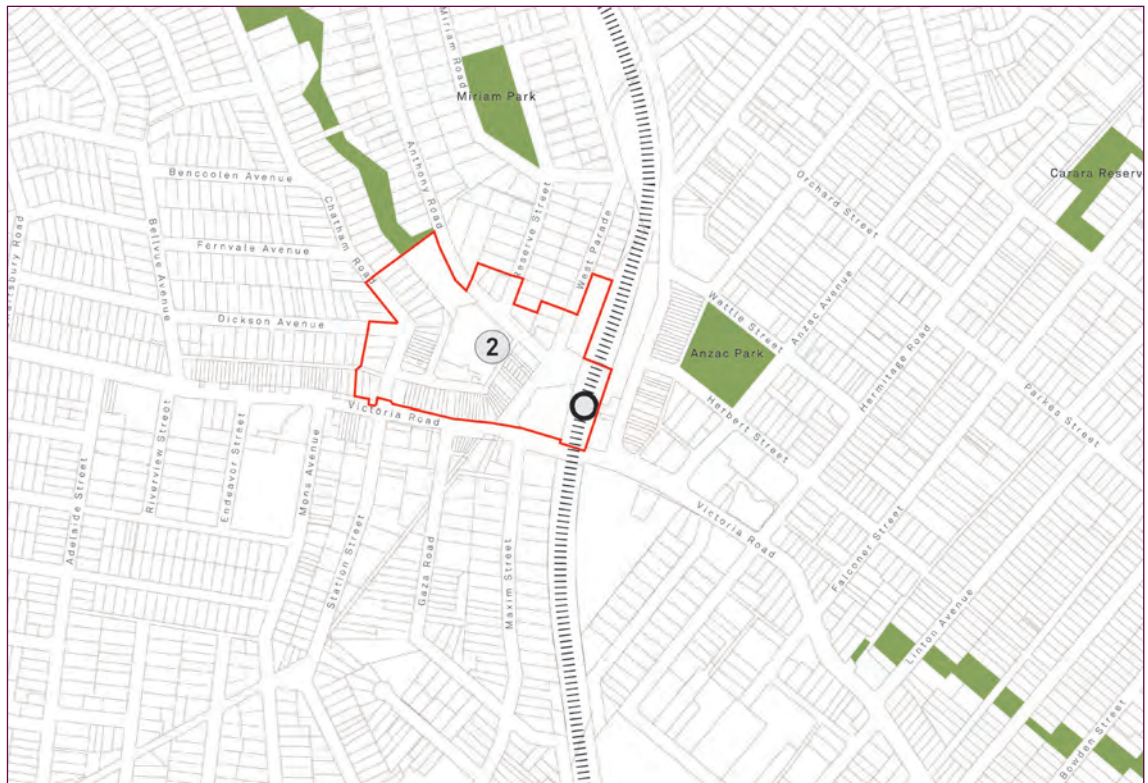 Miriam Road
Miriam Park
Orchard Street
Carara Reserv
Anthony Road
Bencoolen Avenue
Bellvue Avenue
Chatham Road
Reserve Street
West Parade
Fernvale Avenue
Dickson Avenue
Wattle Street
Anzac Avenue
Hermitage Road
Anzac Park
2
Parkes Street
Herbert Street
Victoria Road
Riverview Street
Endeavor Street
Mons Avenue
Adelaide Street
Station Street
Gaza Road
Maxim Street
Victoria Road
Falconer Street
Linton Avenue
Bowden Street